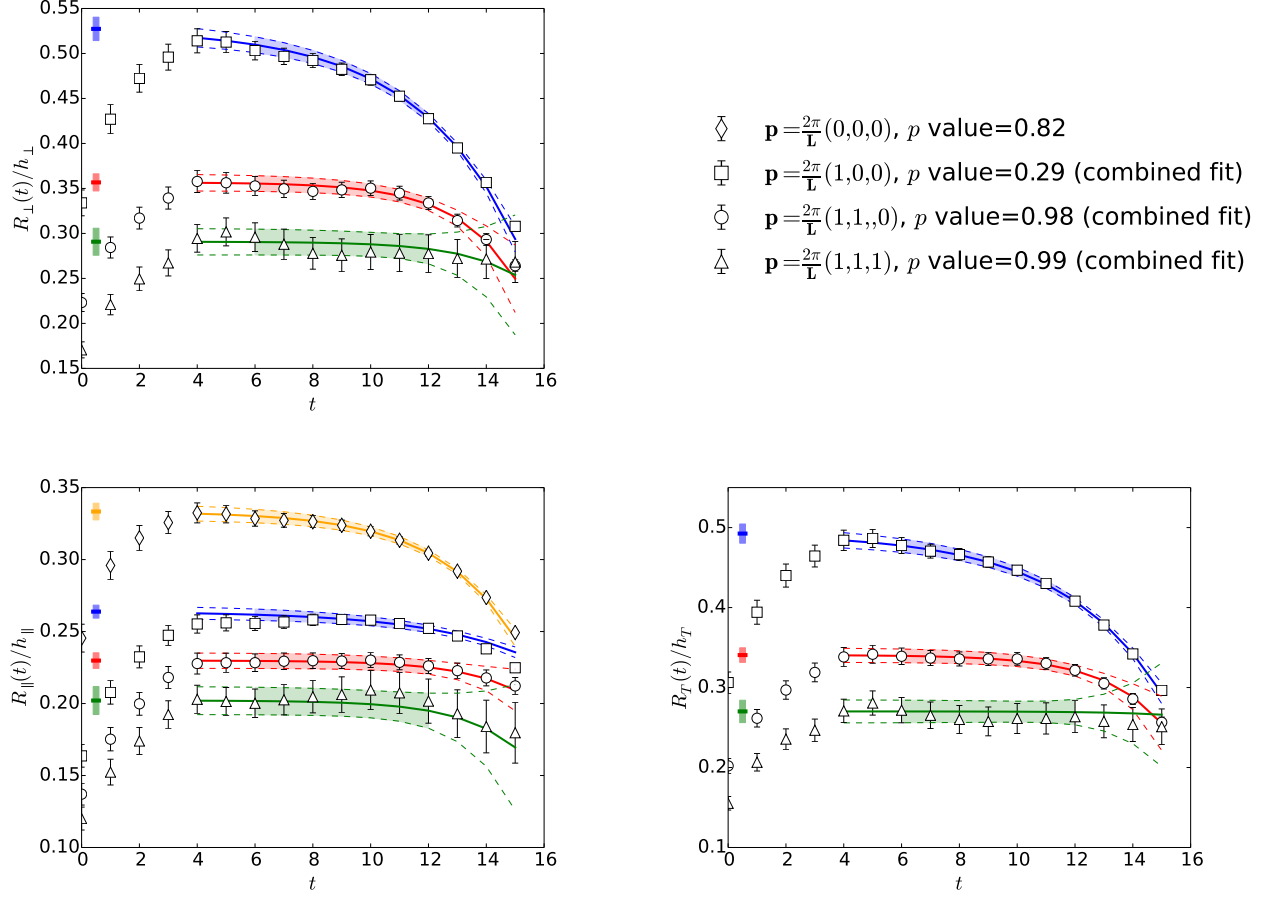 0.55
0.50
0.45
0.40
0.35
0.30
0.25
0.20
0.15
R⊥(t)/h⊥
0 2 4 6 8 10 12 14 16
t
p=2π/L(0,0,0), p value=0.82
p=2π/L(1,0,0), p value=0.29 (combined fit)
p=2π/L(1,1,,0), p value=0.98 (combined fit)
p=2π/L(1,1,1), p value=0.99 (combined fit)
0.35
0.30
0.25
0.20
0.15
0.10
R∥(t)/h∥
0 2 4 6 8 10 12 14 16
t
0.5
0.4
0.3
0.2
0.1
R_T(t)/h_T
0 2 4 6 8 10 12 14 16
t